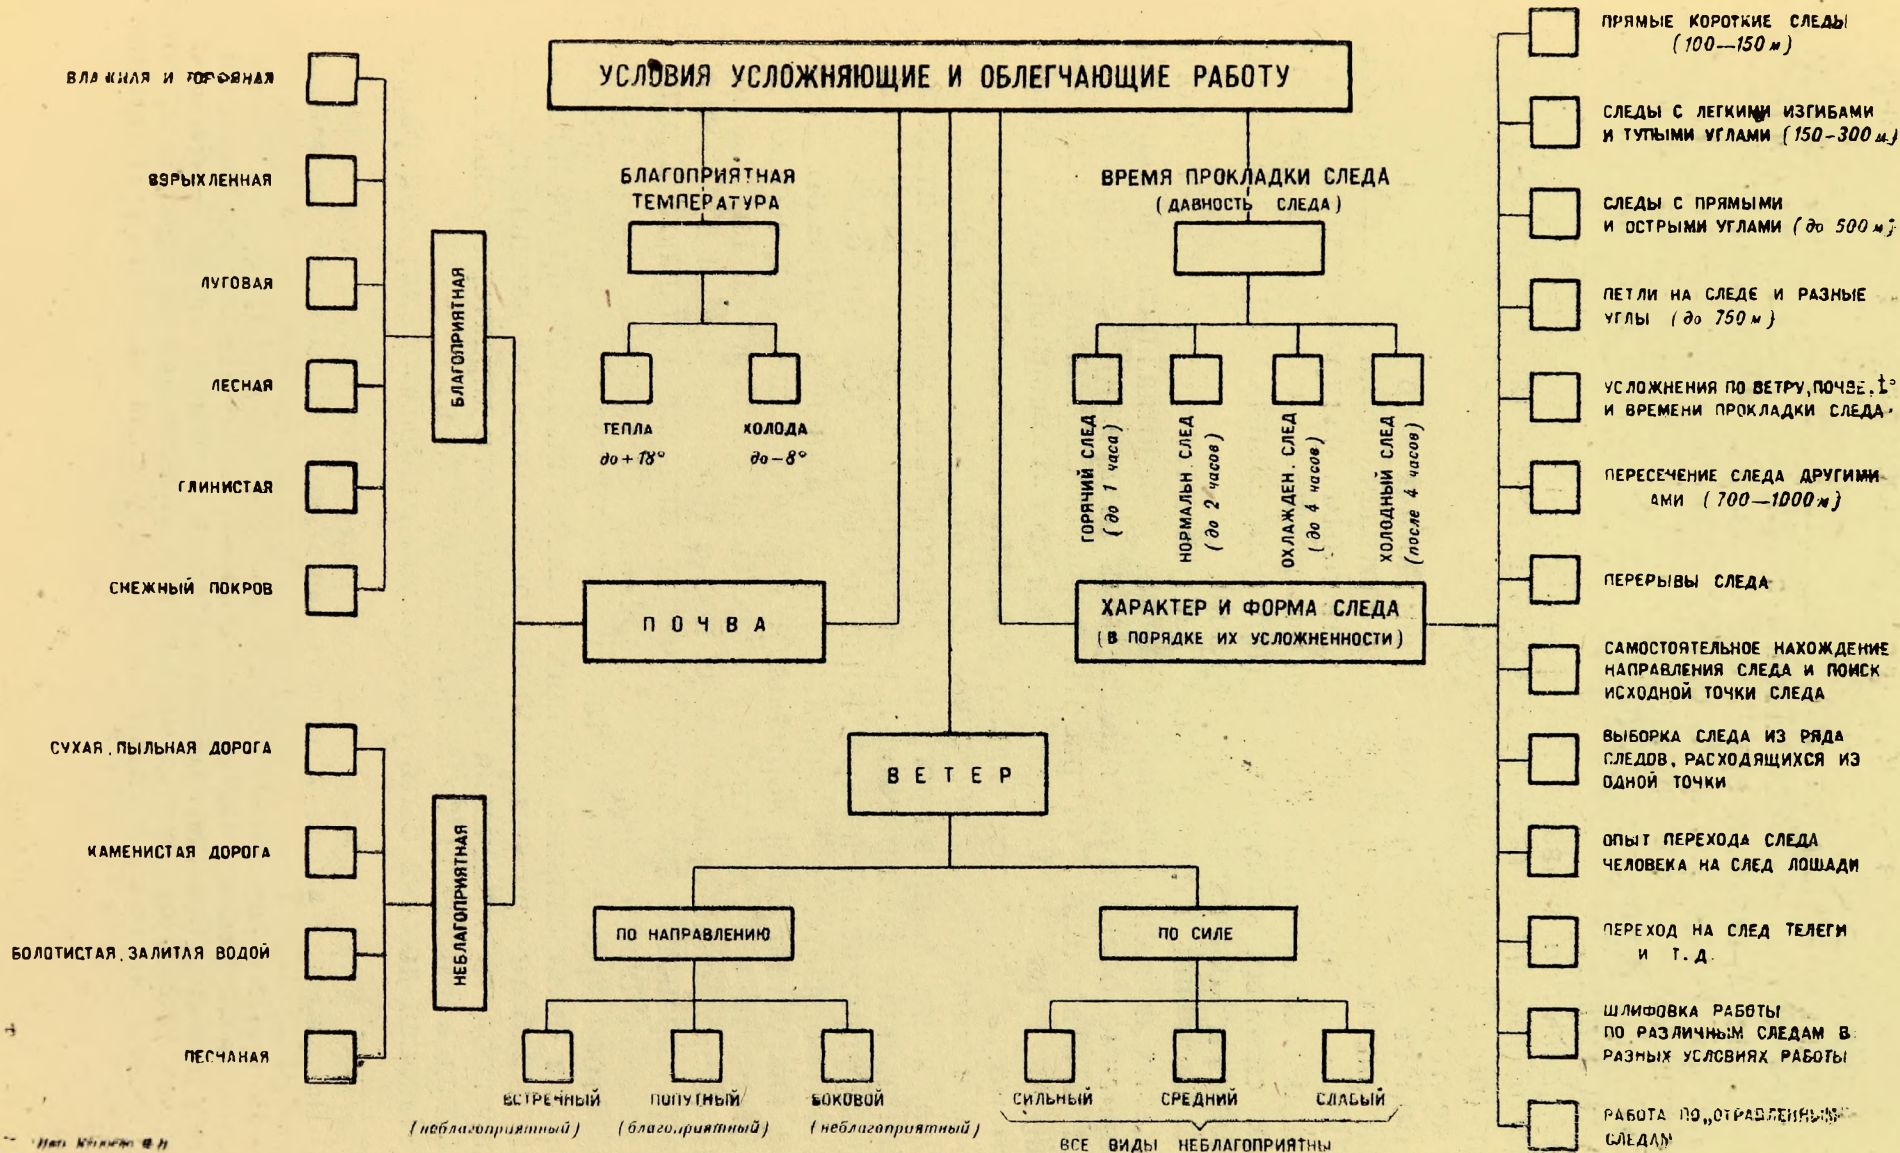 УСЛОВИЯ УСЛОЖНЯЮЩИЕ И ОБЛЕГЧАЮЩИЕ РАБОТУ
ВЛАЖНАЯ И ТОРФЯНАЯ
ВЗРЫХЛЕННАЯ
ЛУГОВАЯ
ЛЕСНАЯ
ГЛИНИСТАЯ
СНЕЖНЫЙ ПОКРОВ
БЛАГОПРИЯТНАЯ
СУХАЯ, ПЫЛЬНАЯ ДОРОГА
КАМЕНИСТАЯ ДОРОГА
БОЛОТИСТАЯ, ЗАЛИТАЯ ВОДОЙ
ПЕСЧАНАЯ
НЕБЛАГОПРИЯТНАЯ
ПОЧВА
БЛАГОПРИЯТНАЯ
ТЕМПЕРАТУРА
ТЕПЛА
до + 18°
ХОЛОДА
до – 8°
ВРЕМЯ ПРОКЛАДКИ СЛЕДА
(ДАВНОСТЬ СЛЕДА)
ГОРЯЧИЙ СЛЕД
(до 1 часа)
НОРМАЛЬН. СЛЕД
(до 2 часов)
ОХЛАЖДЕН. СЛЕД
(до 4 часов)
ХОЛОДНЫЙ СЛЕД
(после 4 часов)
ХАРАКТЕР И ФОРМА СЛЕДА
(В ПОРЯДКЕ ИХ УСЛОЖНЕННОСТИ)
ВЕТЕР
ПО НАПРАВЛЕНИЮ
ВСТРЕЧНЫЙ
(неблагоприятный)
ПОПУТНЫЙ
(благоприятный)
БОКОВОЙ
(неблагоприятный)
ПО СИЛЕ
СИЛЬНЫЙ
СРЕДНИЙ
СЛАБЫЙ
ВСЕ ВИДЫ НЕБЛАГОПРИЯТНЫ
ПРЯМЫЕ КОРОТКИЕ СЛЕДЫ
(100—150 м)
СЛЕДЫ С ЛЕГКИМИ ИЗГИБАМИ
И ТУПЫМИ УГЛАМИ (150-300 м)
СЛЕДЫ С ПРЯМЫМИ
И ОСТРЫМИ УГЛАМИ (до 500 м)
ПЕТЛИ НА СЛЕДЕ И РАЗНЫЕ
УГЛЫ (до 750 м)
УСЛОЖНЕНИЯ ПО ВЕТРУ, ПОЧВЕ, t°
И ВРЕМЕНИ ПРОКЛАДКИ СЛЕДА
ПЕРЕСЕЧЕНИЕ СЛЕДА ДРУГИМИ
АМИ (700—1000 м)
ПЕРЕРЫВЫ СЛЕДА
САМОСТОЯТЕЛЬНОЕ НАХОЖДЕНИЕ
НАПРАВЛЕНИЯ СЛЕДА И ПОИСК
ИСХОДНОЙ ТОЧКИ СЛЕДА
ВЫБОРКА СЛЕДА ИЗ РЯДА
СЛЕДОВ, РАСХОДЯЩИХСЯ ИЗ
ОДНОЙ ТОЧКИ
ОПЫТ ПЕРЕХОДА СЛЕДА
ЧЕЛОВЕКА НА СЛЕД ЛОШАДИ
ПЕРЕХОД НА СЛЕД ТЕЛЕГИ
И Т. Д.
ШЛИФОВКА РАБОТЫ
ПО РАЗЛИЧНЫМ СЛЕДАМ В
РАЗНЫХ УСЛОВИЯХ РАБОТЫ
РАБОТА ПО „ОТРАВЛЕННЫМ"
СЛЕДАМ